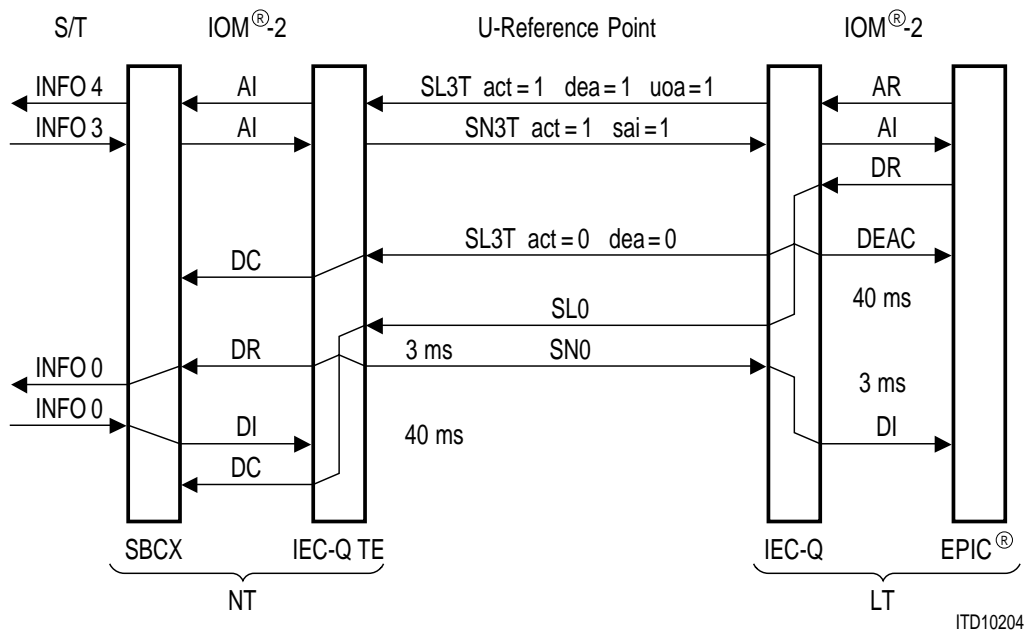 S/T IOM®-2 U-Reference Point IOM®-2
INFO 4 AI SL3T act = 1 dea = 1 uoa = 1 AR
INFO 3 AI SN3T act = 1 sai = 1 AI
DR
SL3T act = 0 dea = 0 DEAC
DC
40 ms
SL0
DR 3 ms SN0
INFO 0
3 ms
INFO 0
DI 40 ms DI
DC
SBCX IEC-Q TE IEC-Q EPIC®
NT LT
ITD10204